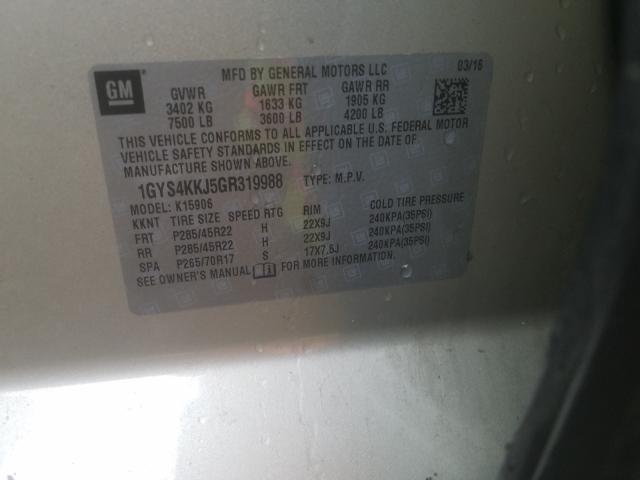 GM
MFD BY GENERAL MOTORS LLC 03/16
GVWR GAWR FRT GAWR RR
3402 KG 1633 KG 1905 KG
7500 LB 3600 LB 4200 LB
THIS VEHICLE CONFORMS TO ALL APPLICABLE U.S. FEDERAL MOTOR
VEHICLE SAFETY STANDARDS IN EFFECT ON THE DATE OF
MANUFACTURE SHOWN ABOVE.
1GYS4KKJ5GR319988 TYPE: M.P.V.
MODEL: K15906
KKNT TIRE SIZE SPEED RTG RIM COLD TIRE PRESSURE
FRT P285/45R22 H 22X9J 240KPA(35PSI)
RR P285/45R22 H 22X9J 240KPA(35PSI)
SPA P265/70R17 S 17X7.5J 240KPA(35PSI)
SEE OWNER'S MANUAL FOR MORE INFORMATION.